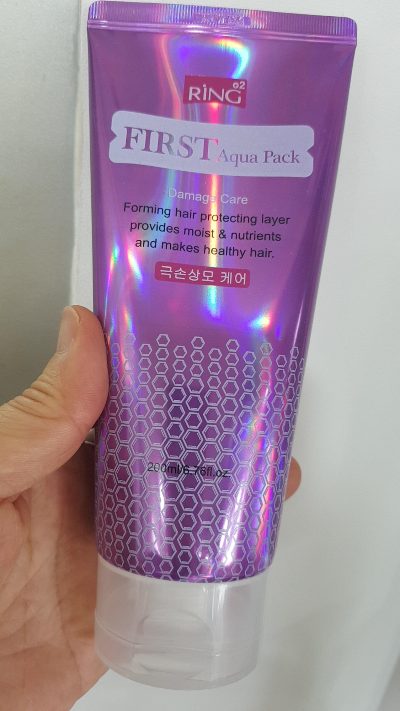 RiNG o2
FIRST Aqua Pack
Damage Care
Forming hair protecting layer
provides moist & nutrients
and makes healthy hair.
극손상모 케어
200ml/6.76fl.oz.